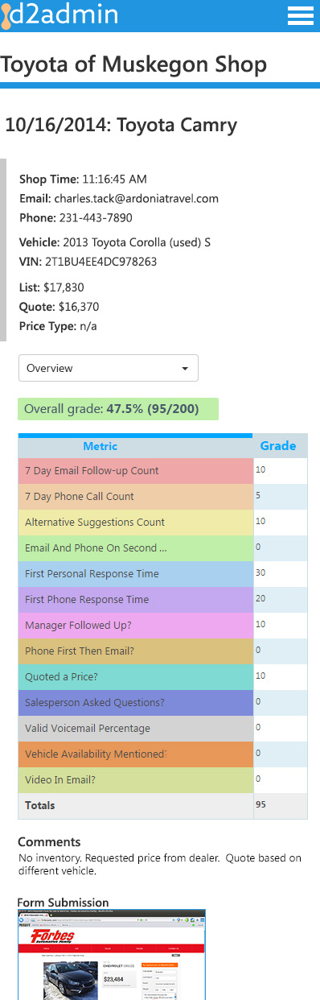 d2admin
Toyota of Muskegon Shop
10/16/2014: Toyota Camry
Shop Time: 11:16:45 AM
Email: charles.tack@ardoniatravel.com
Phone: 231-443-7890
Vehicle: 2013 Toyota Corolla (used) S
VIN: 2T1BU4EE4DC978263
List: $17,830
Quote: $16,370
Price Type: n/a
Overview
Overall grade: 47.5% (95/200)
Metric Grade
7 Day Email Follow-up Count 10
7 Day Phone Call Count 5
Alternative Suggestions Count 10
Email And Phone On Second ... 0
First Personal Response Time 30
First Phone Response Time 20
Manager Followed Up? 10
Phone First Then Email? 0
Quoted a Price? 10
Salesperson Asked Questions? 0
Valid Voicemail Percentage 0
Vehicle Availability Mentioned? 0
Video In Email? 0
Totals 95
Comments
No inventory. Requested price from dealer. Quote based on
different vehicle.
Form Submission
Forbes
Automotive Family
CHEVROLET CRUZE
$23,484